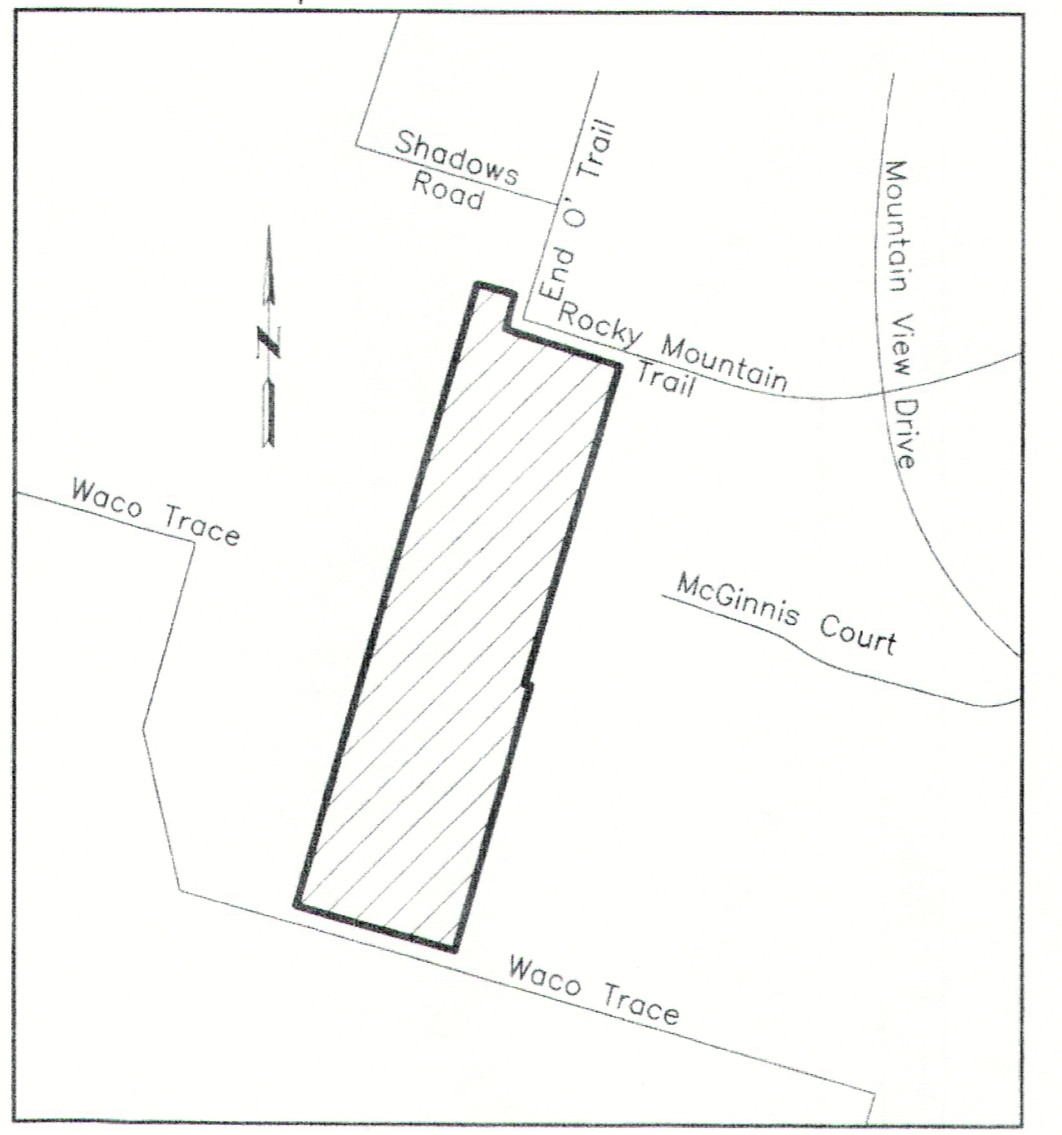 Shadows
Road
End O' Trail
Mountain View Drive
Rocky Mountain
Trail
N
Waco Trace
McGinnis Court
Waco Trace